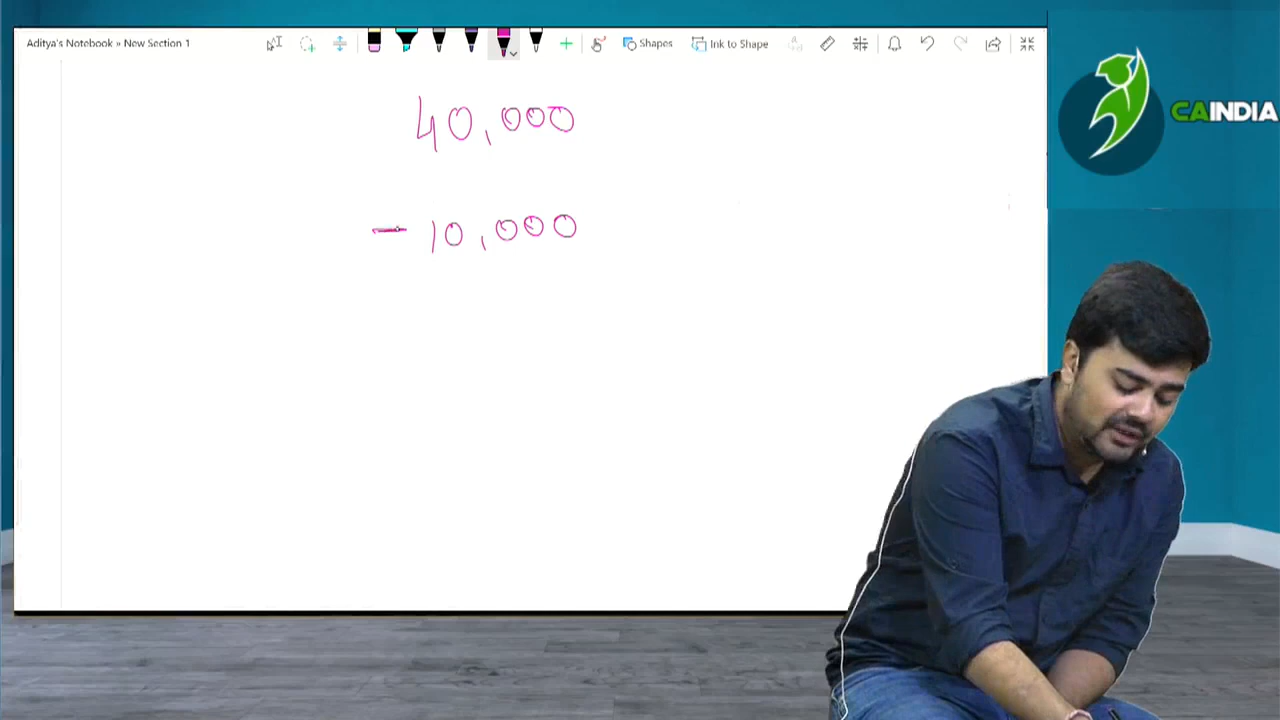 Aditya's Notebook » New Section 1
Shapes
Ink to Shape
CAINDIA
40,000
- 10,000